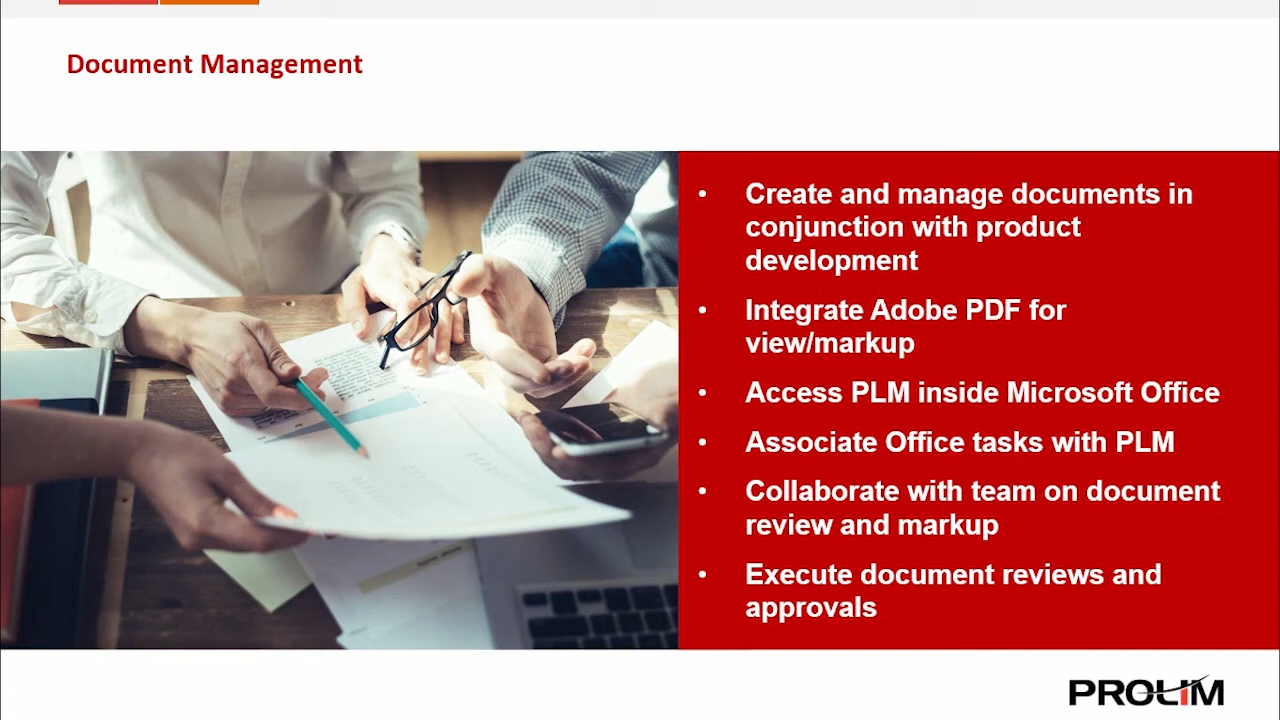 Document Management
• Create and manage documents in
conjunction with product
development
• Integrate Adobe PDF for
view/markup
• Access PLM inside Microsoft Office
• Associate Office tasks with PLM
• Collaborate with team on document
review and markup
• Execute document reviews and
approvals
PROLIM